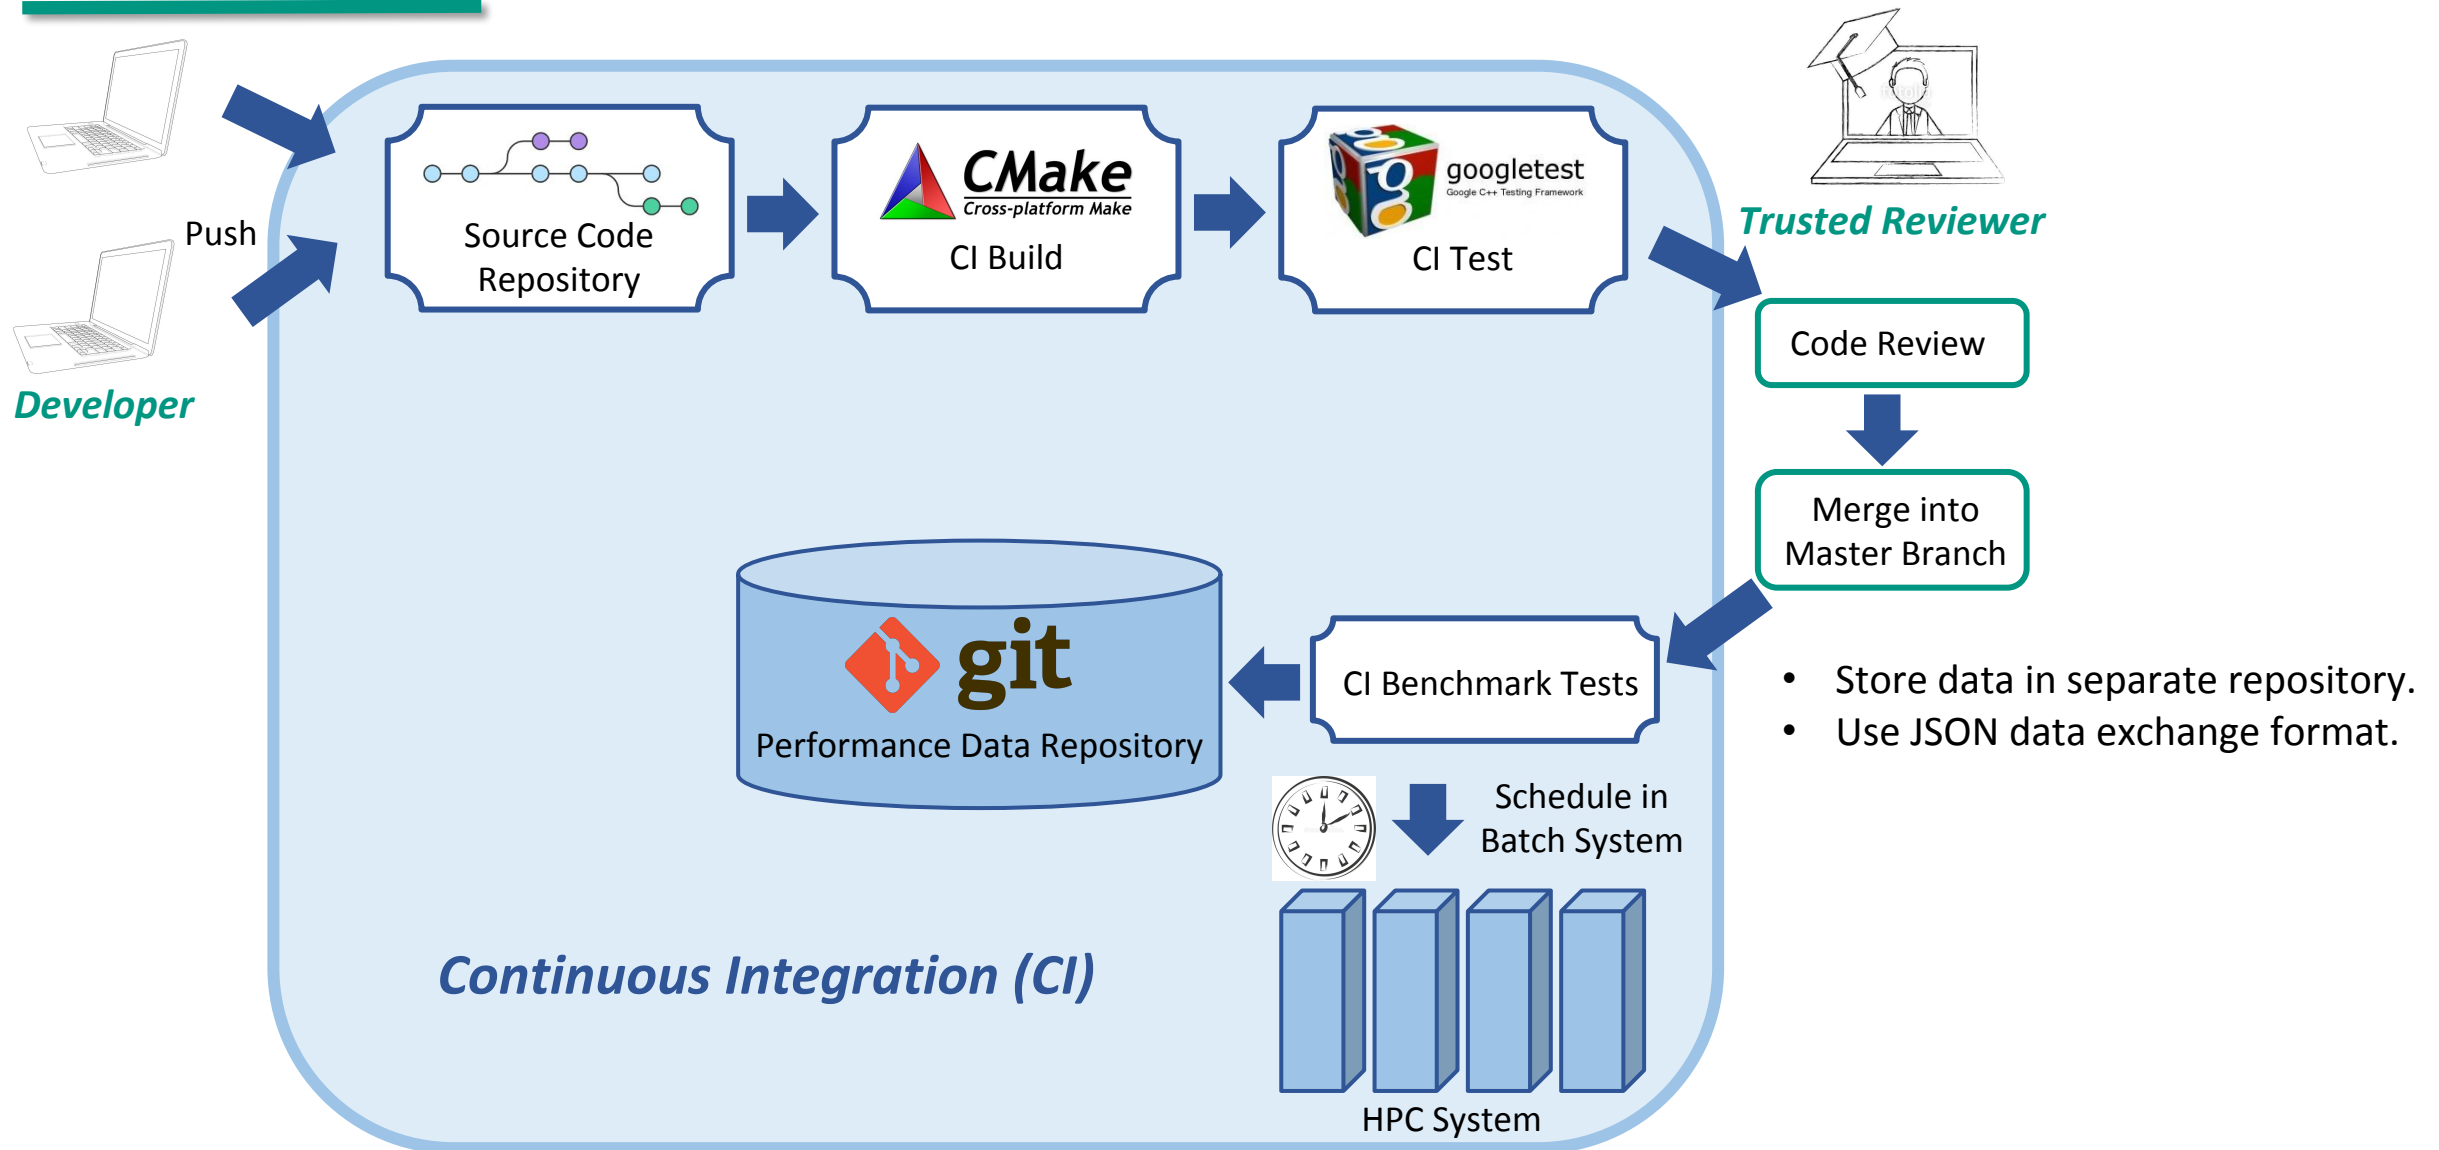 Push
Developer
Source Code
Repository
CMake
Cross-platform Make
CI Build
googletest
Google C++ Testing Framework
CI Test
Trusted Reviewer
Code Review
Merge into
Master Branch
CI Benchmark Tests
git
Performance Data Repository
Schedule in
Batch System
HPC System
Continuous Integration (CI)
• Store data in separate repository.
• Use JSON data exchange format.